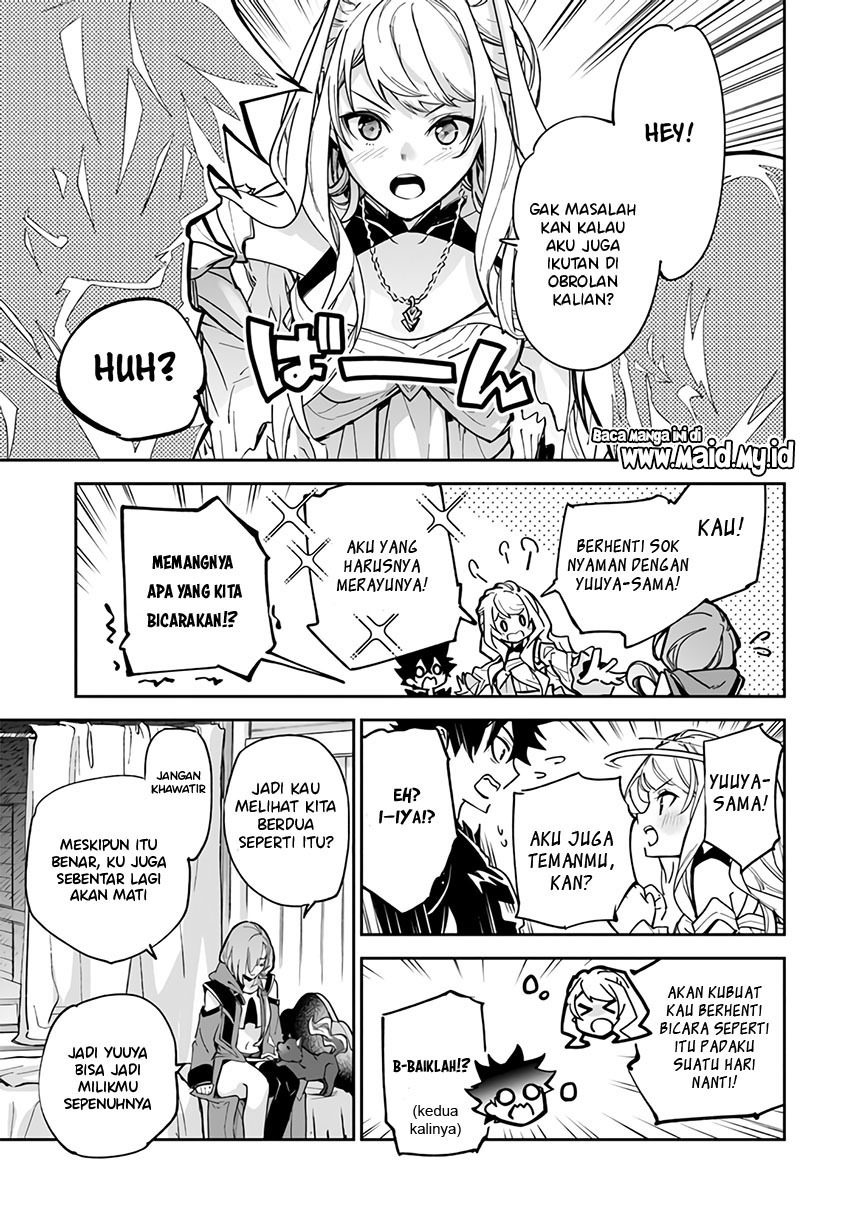 HEY!
GAK MASALAH
KAN KALAU
AKU JUGA
IKUTAN DI
OBROLAN
KALIAN?
ばーん
HUH?
Baca Manga ini di
www.Maid.My.id
KAU!
BERHENTI SOK
NYAMAN DENGAN
YUUYA-SAMA!
AKU YANG
HARUSNYA
MERAYUNYA!
MEMANGNYA
APA YANG KITA
BICARAKAN!?
YUUYA-
SAMA!
AKU JUGA
TEMANMU,
KAN?
EH?
I-IYA!?
AKAN KUBUAT
KAU BERHENTI
BICARA SEPERTI
ITU PADAKU
SUATU HARI
NANTI!
B-BAIKLAH!?
(kedua
kalinya)
JADI KAU
MELIHAT KITA
BERDUA
SEPERTI ITU?
JANGAN
KHAWATIR
MESKIPUN ITU
BENAR, KU JUGA
SEBENTAR LAGI
AKAN MATI
JADI YUUYA
BISA JADI
MILIKMU
SEPENUHNYA